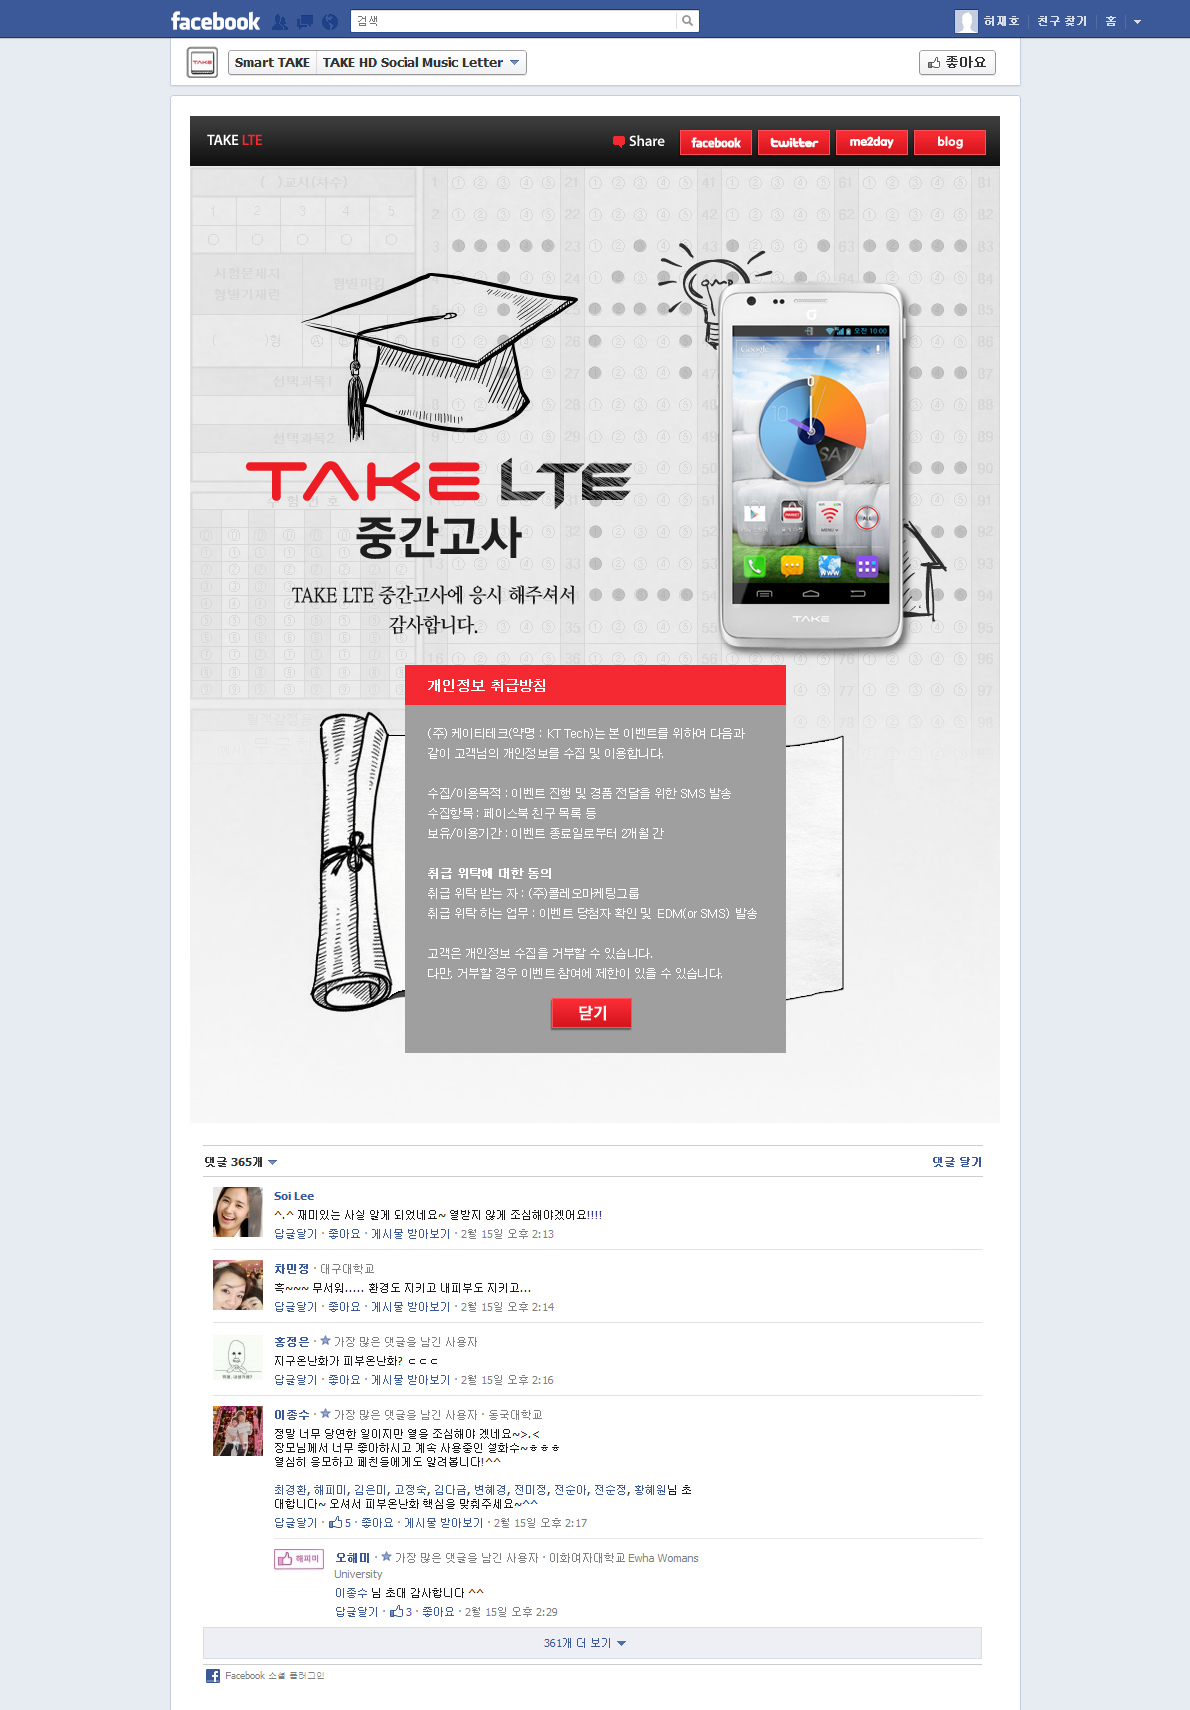 facebook
검색
허재호 친구 찾기 홈
TAKE
Smart TAKE TAKE HD Social Music Letter
좋아요
TAKE LTE
Share facebook twitter me2day blog
TAKE LTE
중간고사
TAKE LTE 중간고사에 응시 해주셔서
감사합니다.
Google
오전 10:00
SAT
TAKE
개인정보 취급방침
(주) 케이티테크(약명 : KT Tech)는 본 이벤트를 위하여 다음과
같이 고객님의 개인정보를 수집 및 이용합니다.
수집/이용목적 : 이벤트 진행 및 경품 전달을 위한 SMS 발송
수집항목 : 페이스북 친구 목록 등
보유/이용기간 : 이벤트 종료일로부터 2개월 간
취급 위탁에 대한 동의
취급 위탁 받는 자 : (주)콜레오마케팅그룹
취급 위탁 하는 업무 : 이벤트 당첨자 확인 및 EDM(or SMS) 발송
고객은 개인정보 수집을 거부할 수 있습니다.
다만, 거부할 경우 이벤트 참여에 제한이 있을 수 있습니다.
닫기
댓글 365개
댓글 달기
Soi Lee
^.^ 재미있는 사실 알게 되었네요~ 열받지 않게 조심해야겠어요!!!!
답글달기 · 좋아요 · 게시물 받아보기 · 2월 15일 오후 2:13
차민정 · 대구대학교
흑~~~ 무서워..... 환경도 지키고 내피부도 지키고...
답글달기 · 좋아요 · 게시물 받아보기 · 2월 15일 오후 2:14
홍정은 · 가장 많은 댓글을 남긴 사용자
지구온난화가 피부온난화? ㄷㄷㄷ
답글달기 · 좋아요 · 게시물 받아보기 · 2월 15일 오후 2:16
이종수 · 가장 많은 댓글을 남긴 사용자 · 동국대학교
정말 너무 당연한 일이지만 열을 조심해야 겠네요~>.<
장모님께서 너무 좋아하시고 계속 사용중인 설화수~ㅎㅎㅎ
열심히 응모하고 페친들에게도 알려봅니다!^^
최경환, 해피미, 김은미, 고정숙, 김다금, 변혜경, 전미정, 전순아, 전순정, 황혜원님 초
대합니다~ 오셔서 피부온난화 핵심을 맞춰주세요~^^
답글달기 · 5 · 좋아요 · 게시물 받아보기 · 2월 15일 오후 2:17
해피미
오해미 · 가장 많은 댓글을 남긴 사용자 · 이화여자대학교 Ewha Womans
University
이종수 님 초대 감사합니다 ^^
답글달기 · 3 · 좋아요 · 2월 15일 오후 2:29
361개 더 보기
Facebook 소셜 플러그인